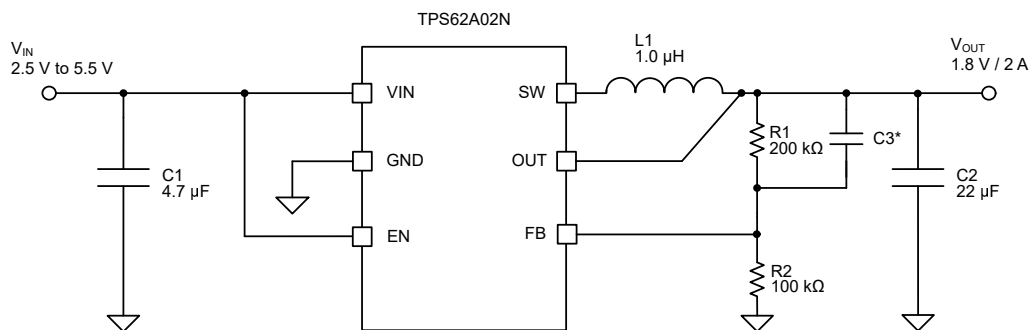 TPS62A02N
V_IN
2.5 V to 5.5 V
L1
1.0 µH
V_OUT
1.8 V / 2 A
VIN
SW
R1
200 kΩ
C3*
GND
OUT
C1
4.7 µF
C2
22 µF
EN
FB
R2
100 kΩ